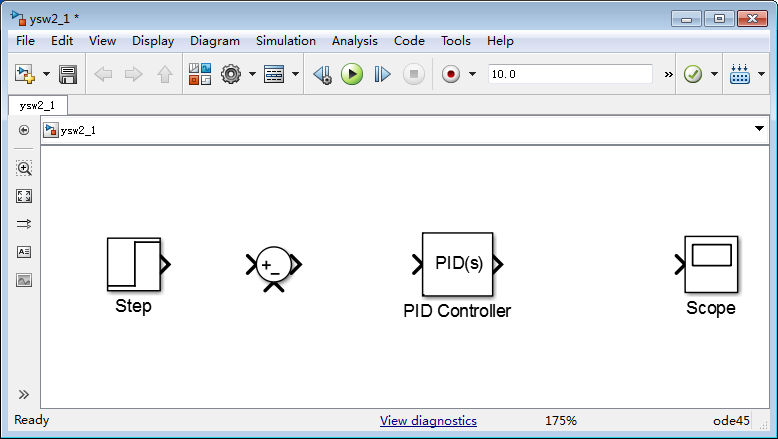 ysw2_1 *
File Edit View Display Diagram Simulation Analysis Code Tools Help
10.0 »
ysw2_1
ysw2_1
PID(s)
+_
Step PID Controller Scope
»
Ready View diagnostics 175% ode45